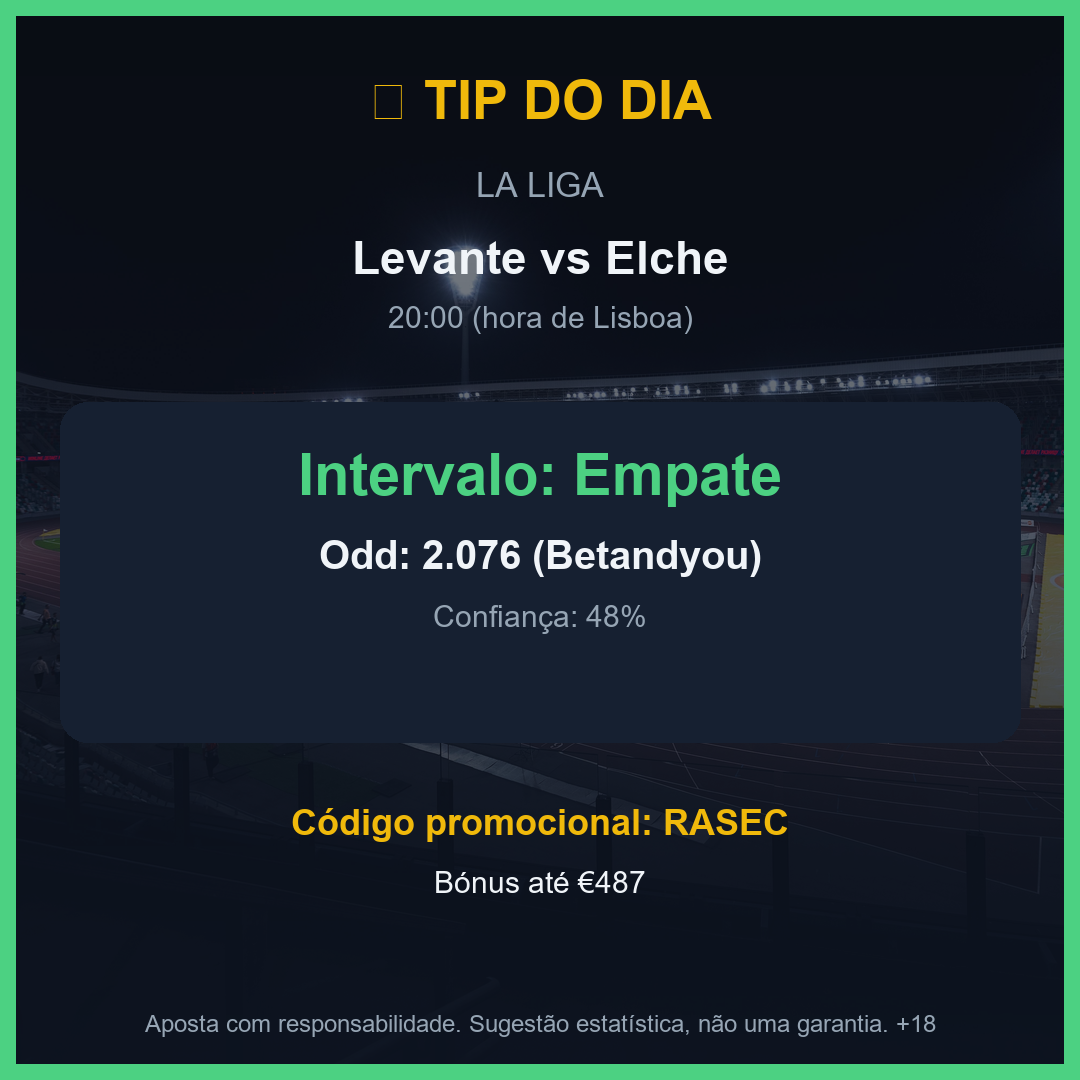 TIP DO DIA
LA LIGA
Levante vs Elche
20:00 (hora de Lisboa)
Intervalo: Empate
Odd: 2.076 (Betandyou)
Confiança: 48%
Código promocional: RASEC
Bónus até €487
Aposta com responsabilidade. Sugestão estatística, não uma garantia. +18